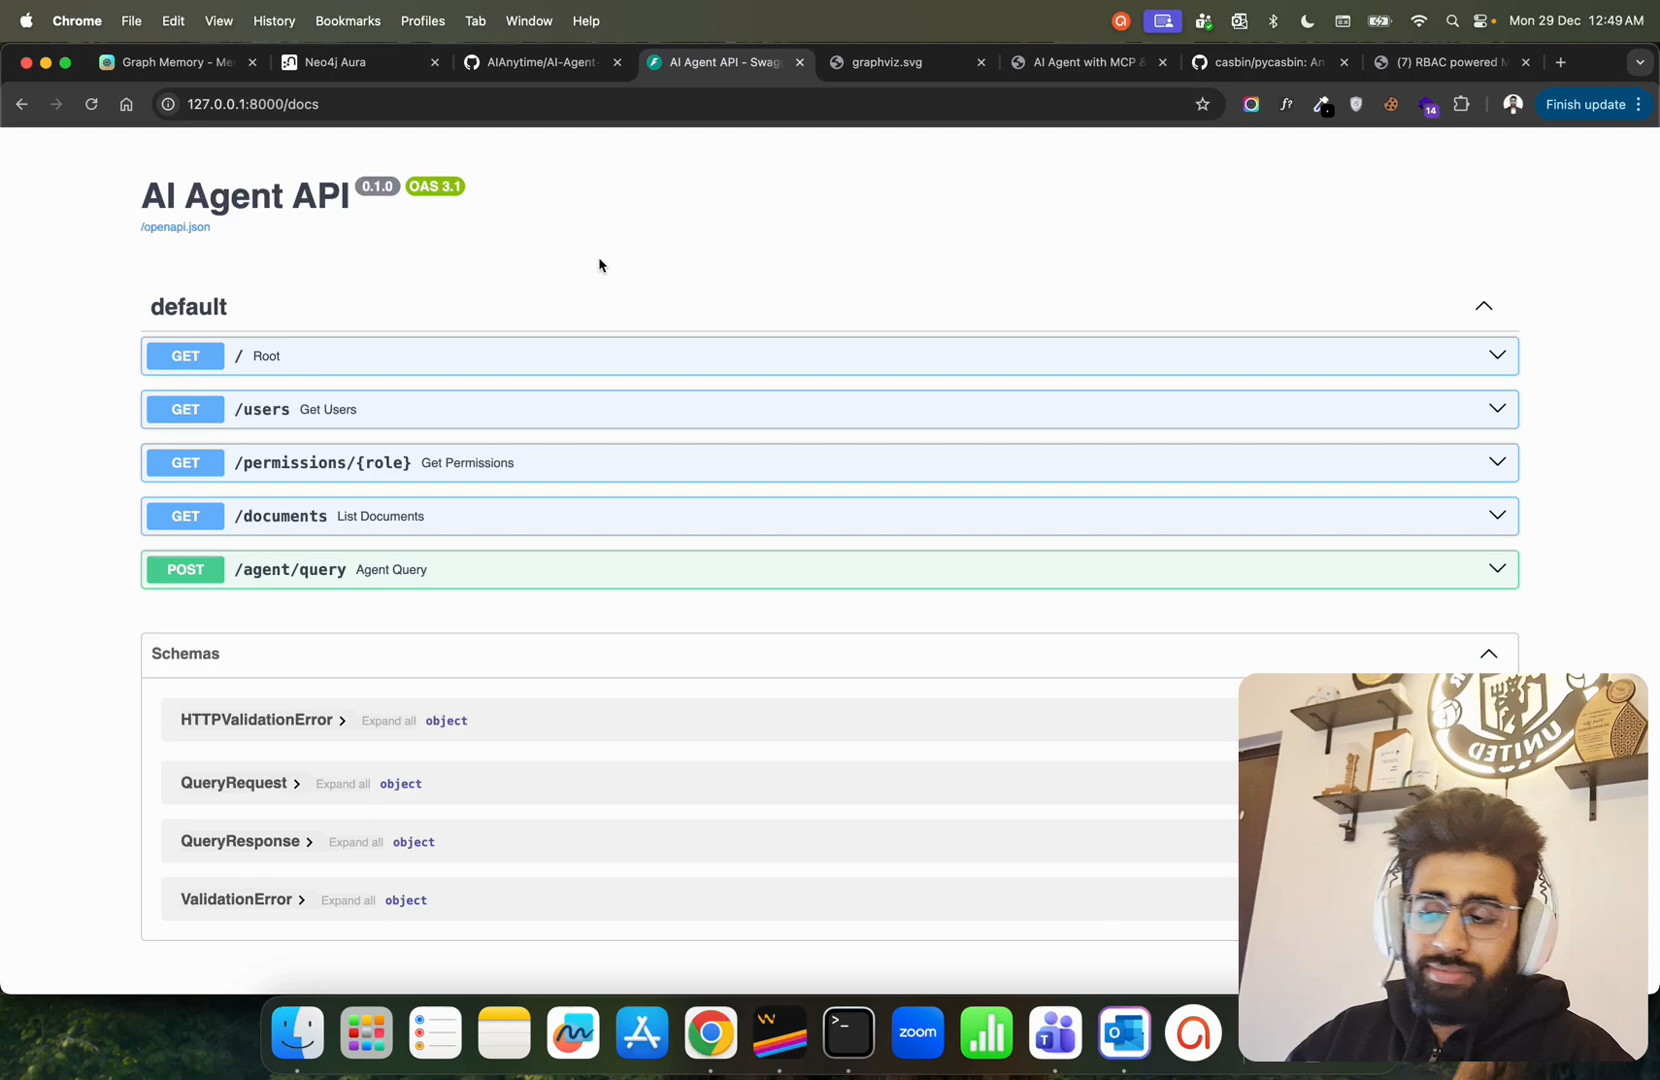 Chrome File Edit View History Bookmarks Profiles Tab Window Help Mon 29 Dec 12:49 AM
Graph Memory - Me Neo4j Aura AIAnytime/AI-Agent- AI Agent API - Swag graphviz.svg AI Agent with MCP & casbin/pycasbin: An (7) RBAC powered M
127.0.0.1:8000/docs f? 14 Finish update
AI Agent API 0.1.0 OAS 3.1
/openapi.json
default
GET / Root
GET /users Get Users
GET /permissions/{role} Get Permissions
GET /documents List Documents
POST /agent/query Agent Query
Schemas
HTTPValidationError Expand all object
QueryRequest Expand all object
QueryResponse Expand all object
ValidationError Expand all object
UNITED
zoom